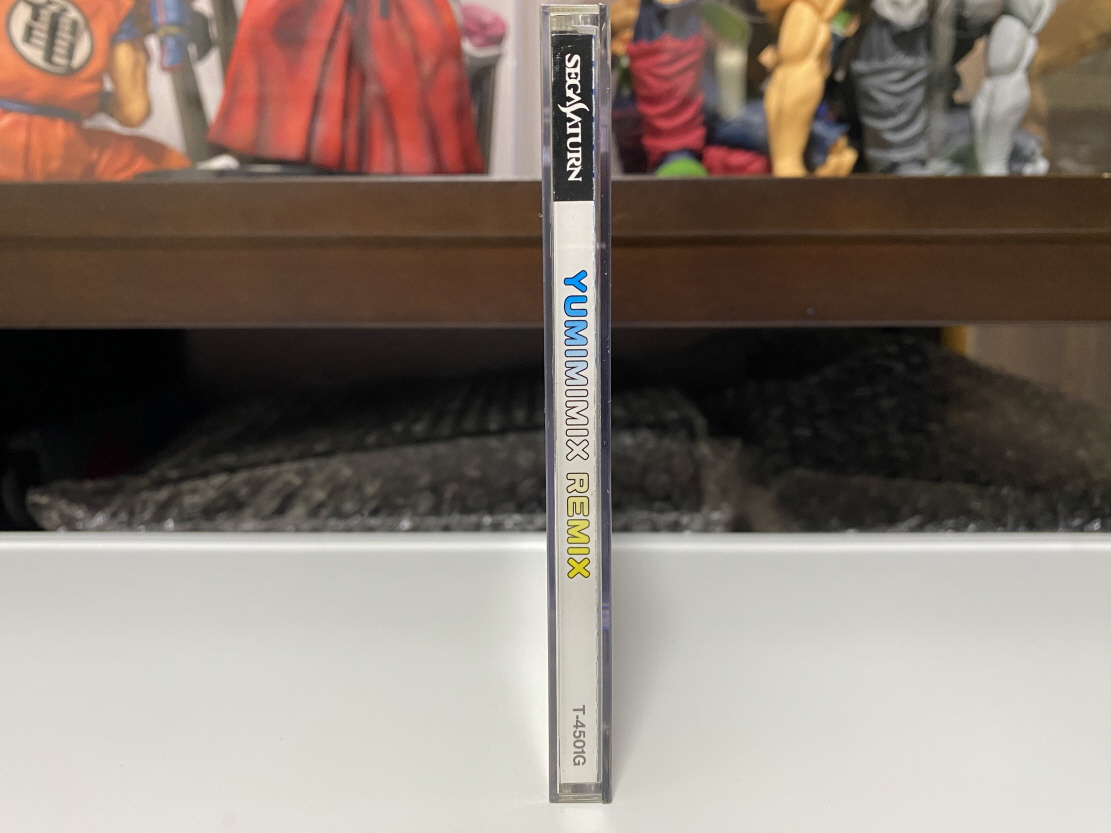 SEGA SATURN
YUMIMIMIX REMIX
T-4501G